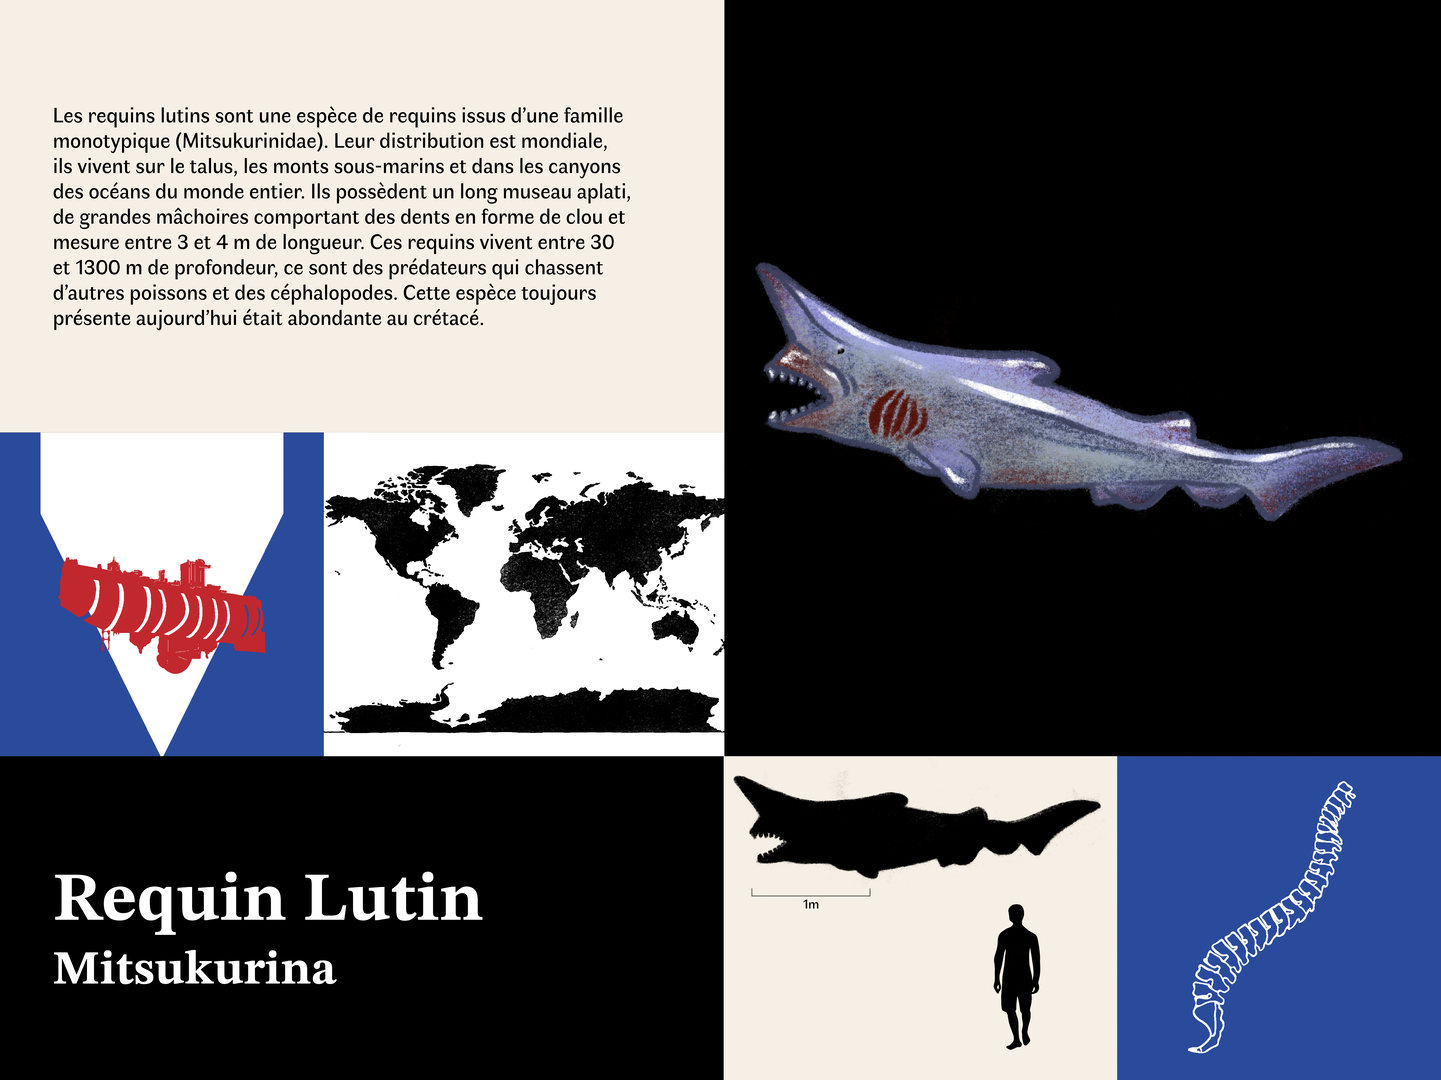 Les requins lutins sont une espèce de requins issus d’une famille
monotypique (Mitsukurinidae). Leur distribution est mondiale,
ils vivent sur le talus, les monts sous-marins et dans les canyons
des océans du monde entier. Ils possèdent un long museau aplati,
de grandes mâchoires comportant des dents en forme de clou et
mesure entre 3 et 4 m de longueur. Ces requins vivent entre 30
et 1300 m de profondeur, ce sont des prédateurs qui chassent
d’autres poissons et des céphalopodes. Cette espèce toujours
présente aujourd’hui était abondante au crétacé.
Requin Lutin
Mitsukurina
1m